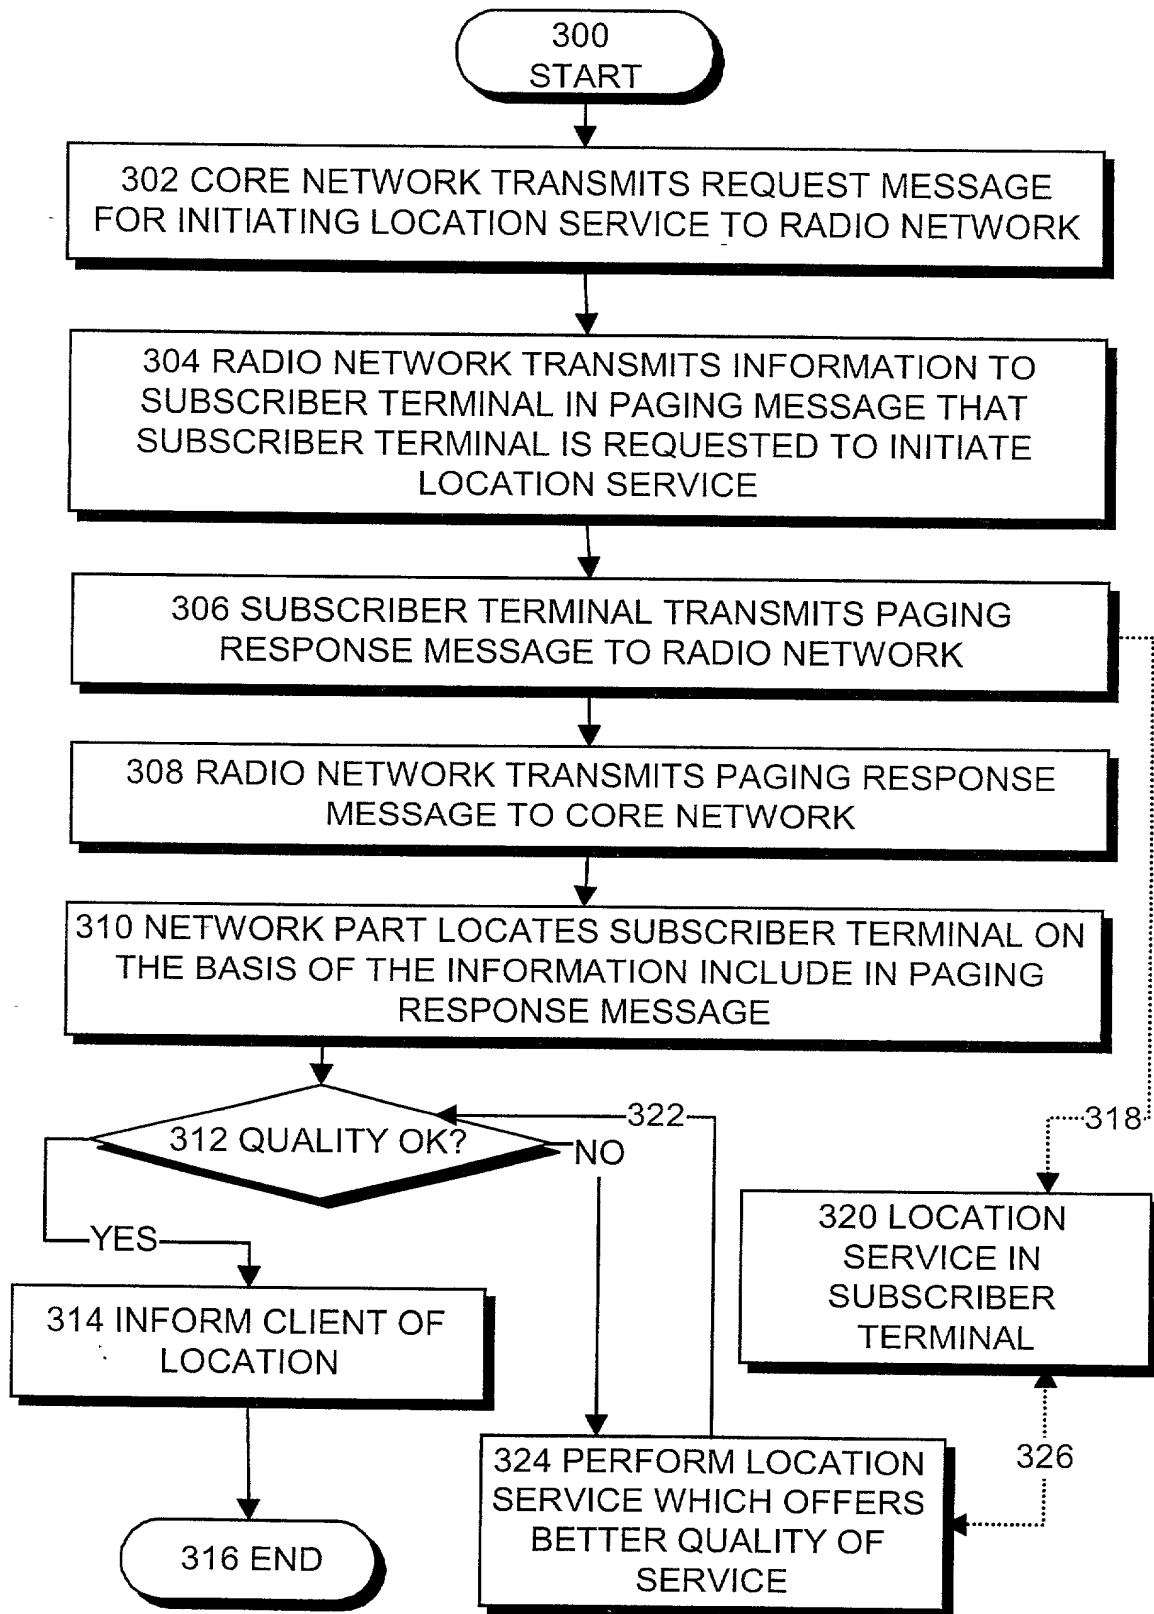 300
START
302 CORE NETWORK TRANSMITS REQUEST MESSAGE
FOR INITIATING LOCATION SERVICE TO RADIO NETWORK
304 RADIO NETWORK TRANSMITS INFORMATION TO
SUBSCRIBER TERMINAL IN PAGING MESSAGE THAT
SUBSCRIBER TERMINAL IS REQUESTED TO INITIATE
LOCATION SERVICE
306 SUBSCRIBER TERMINAL TRANSMITS PAGING
RESPONSE MESSAGE TO RADIO NETWORK
308 RADIO NETWORK TRANSMITS PAGING RESPONSE
MESSAGE TO CORE NETWORK
310 NETWORK PART LOCATES SUBSCRIBER TERMINAL ON
THE BASIS OF THE INFORMATION INCLUDE IN PAGING
RESPONSE MESSAGE
322
318
312 QUALITY OK?
NO
YES
320 LOCATION
SERVICE IN
SUBSCRIBER
TERMINAL
314 INFORM CLIENT OF
LOCATION
326
324 PERFORM LOCATION
SERVICE WHICH OFFERS
BETTER QUALITY OF
SERVICE
316 END